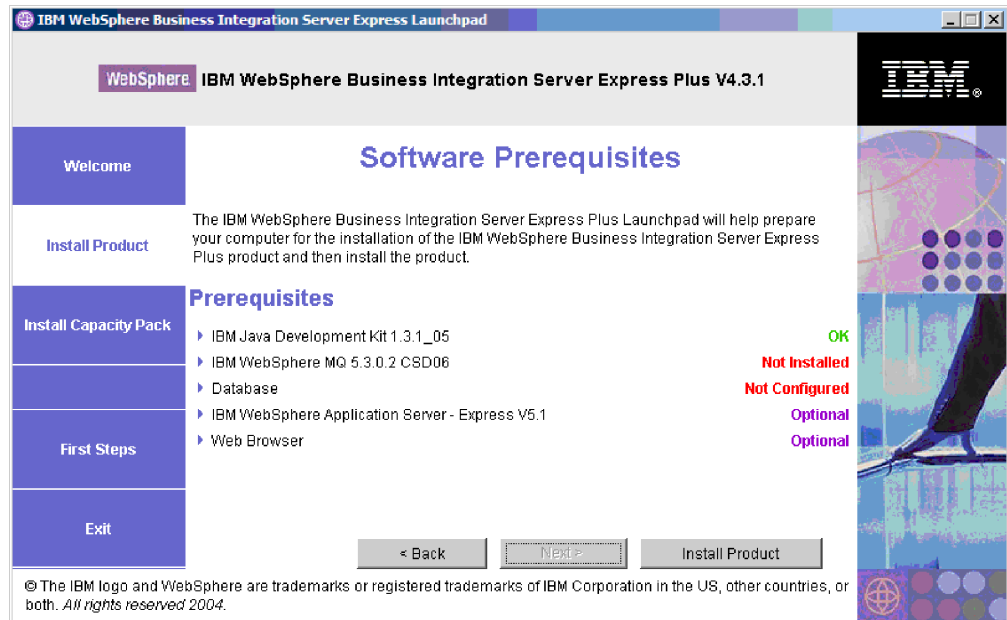 IBM WebSphere Business Integration Server Express Launchpad
WebSphere IBM WebSphere Business Integration Server Express Plus V4.3.1
IBM®
Welcome
Install Product
Install Capacity Pack
First Steps
Exit
Software Prerequisites
The IBM WebSphere Business Integration Server Express Plus Launchpad will help prepare
your computer for the installation of the IBM WebSphere Business Integration Server Express
Plus product and then install the product.
Prerequisites
IBM Java Development Kit 1.3.1_05 OK
IBM WebSphere MQ 5.3.0.2 CSD06 Not Installed
Database Not Configured
IBM WebSphere Application Server - Express V5.1 Optional
Web Browser Optional
< Back Next > Install Product
© The IBM logo and WebSphere are trademarks or registered trademarks of IBM Corporation in the US, other countries, or
both. All rights reserved 2004.